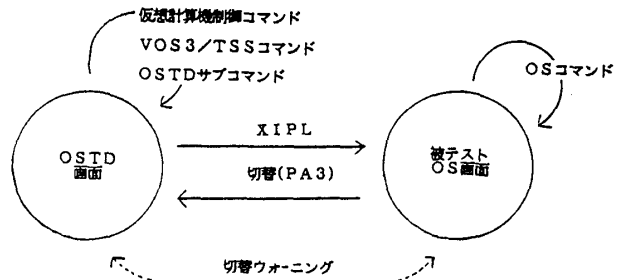 仮想計算機制御コマンド
VOS3/TSSコマンド
OSTDサブコマンド
OSコマンド
XIPL
OSTD
画面
切替(PA3)
被テスト
OS画面
切替ウォーニング